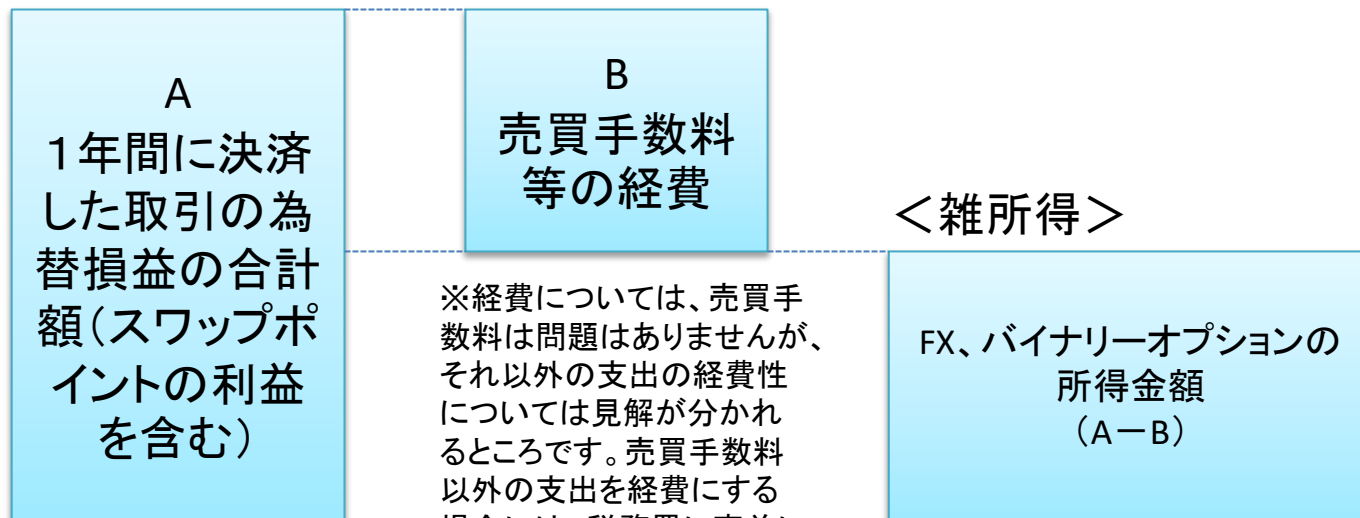 A
１年間に決済
した取引の為
替損益の合計
額（スワップポ
イントの利益
を含む）
B
売買手数料
等の経費
※経費については、売買手
数料は問題はありませんが、
それ以外の支出の経費性
については見解が分かれ
るところです。売買手数料
以外の支出を経費にする
＜雑所得＞
FX、バイナリーオプションの
所得金額
（A－B）